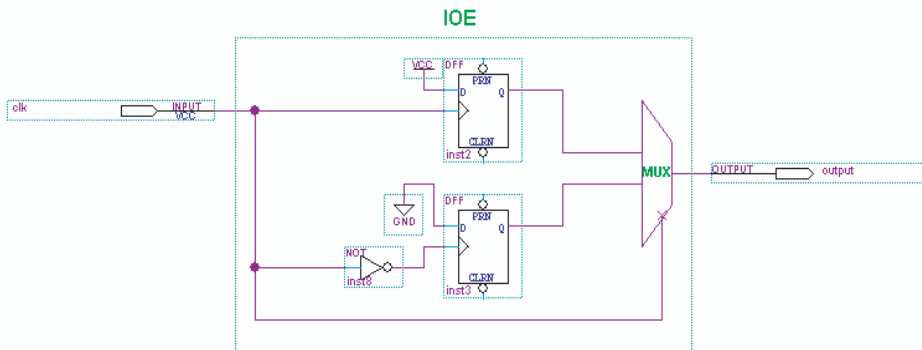 IOE
VCC
DFF
PRN
D
Q
clk
INPUT
VCC
CLRN
inst2
MUX
OUTPUT
output
DFF
PRN
GND
D
Q
NOT
inst8
CLRN
inst3